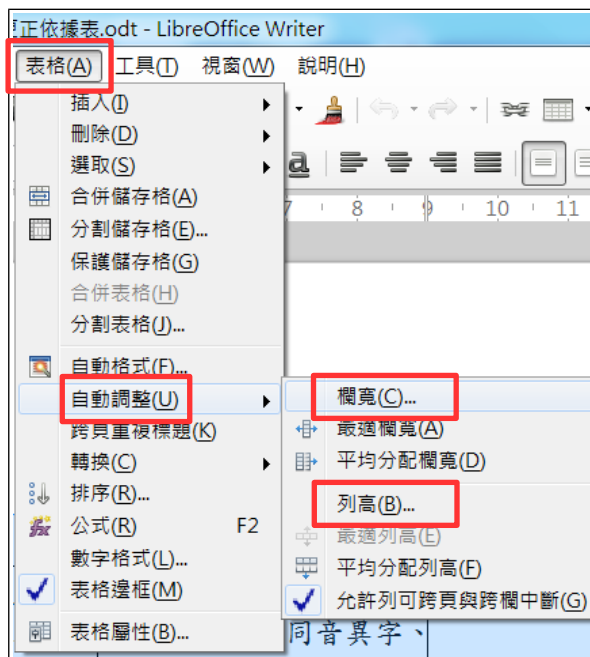 正依據表.odt - LibreOffice Writer
表格(A) 工具(T) 視窗(W) 說明(H)
插入(I)
刪除(D)
選取(S)
合併儲存格(A)
分割儲存格(E)...
保護儲存格(G)
合併表格(H)
分割表格(J)...
自動格式(F)...
自動調整(U)
跨頁重複標題(K)
轉換(C)
排序(R)...
公式(R) F2
數字格式(L)...
表格邊框(M)
表格屬性(B)...
欄寬(C)...
最適欄寬(A)
平均分配欄寬(D)
列高(B)...
最適列高(E)
平均分配列高(F)
允許列可跨頁與跨欄中斷(G)
a
7 8 9 10 11
同音異字、